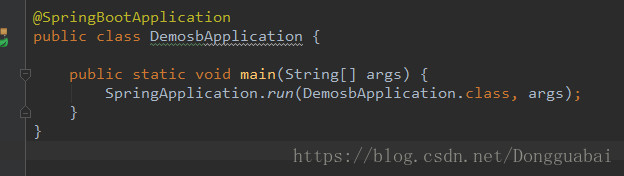 @SpringBootApplication
public class DemosbApplication {
public static void main(String[] args) {
SpringApplication.run(DemosbApplication.class, args);
}
}
https://blog.csdn.net/Dongguabai